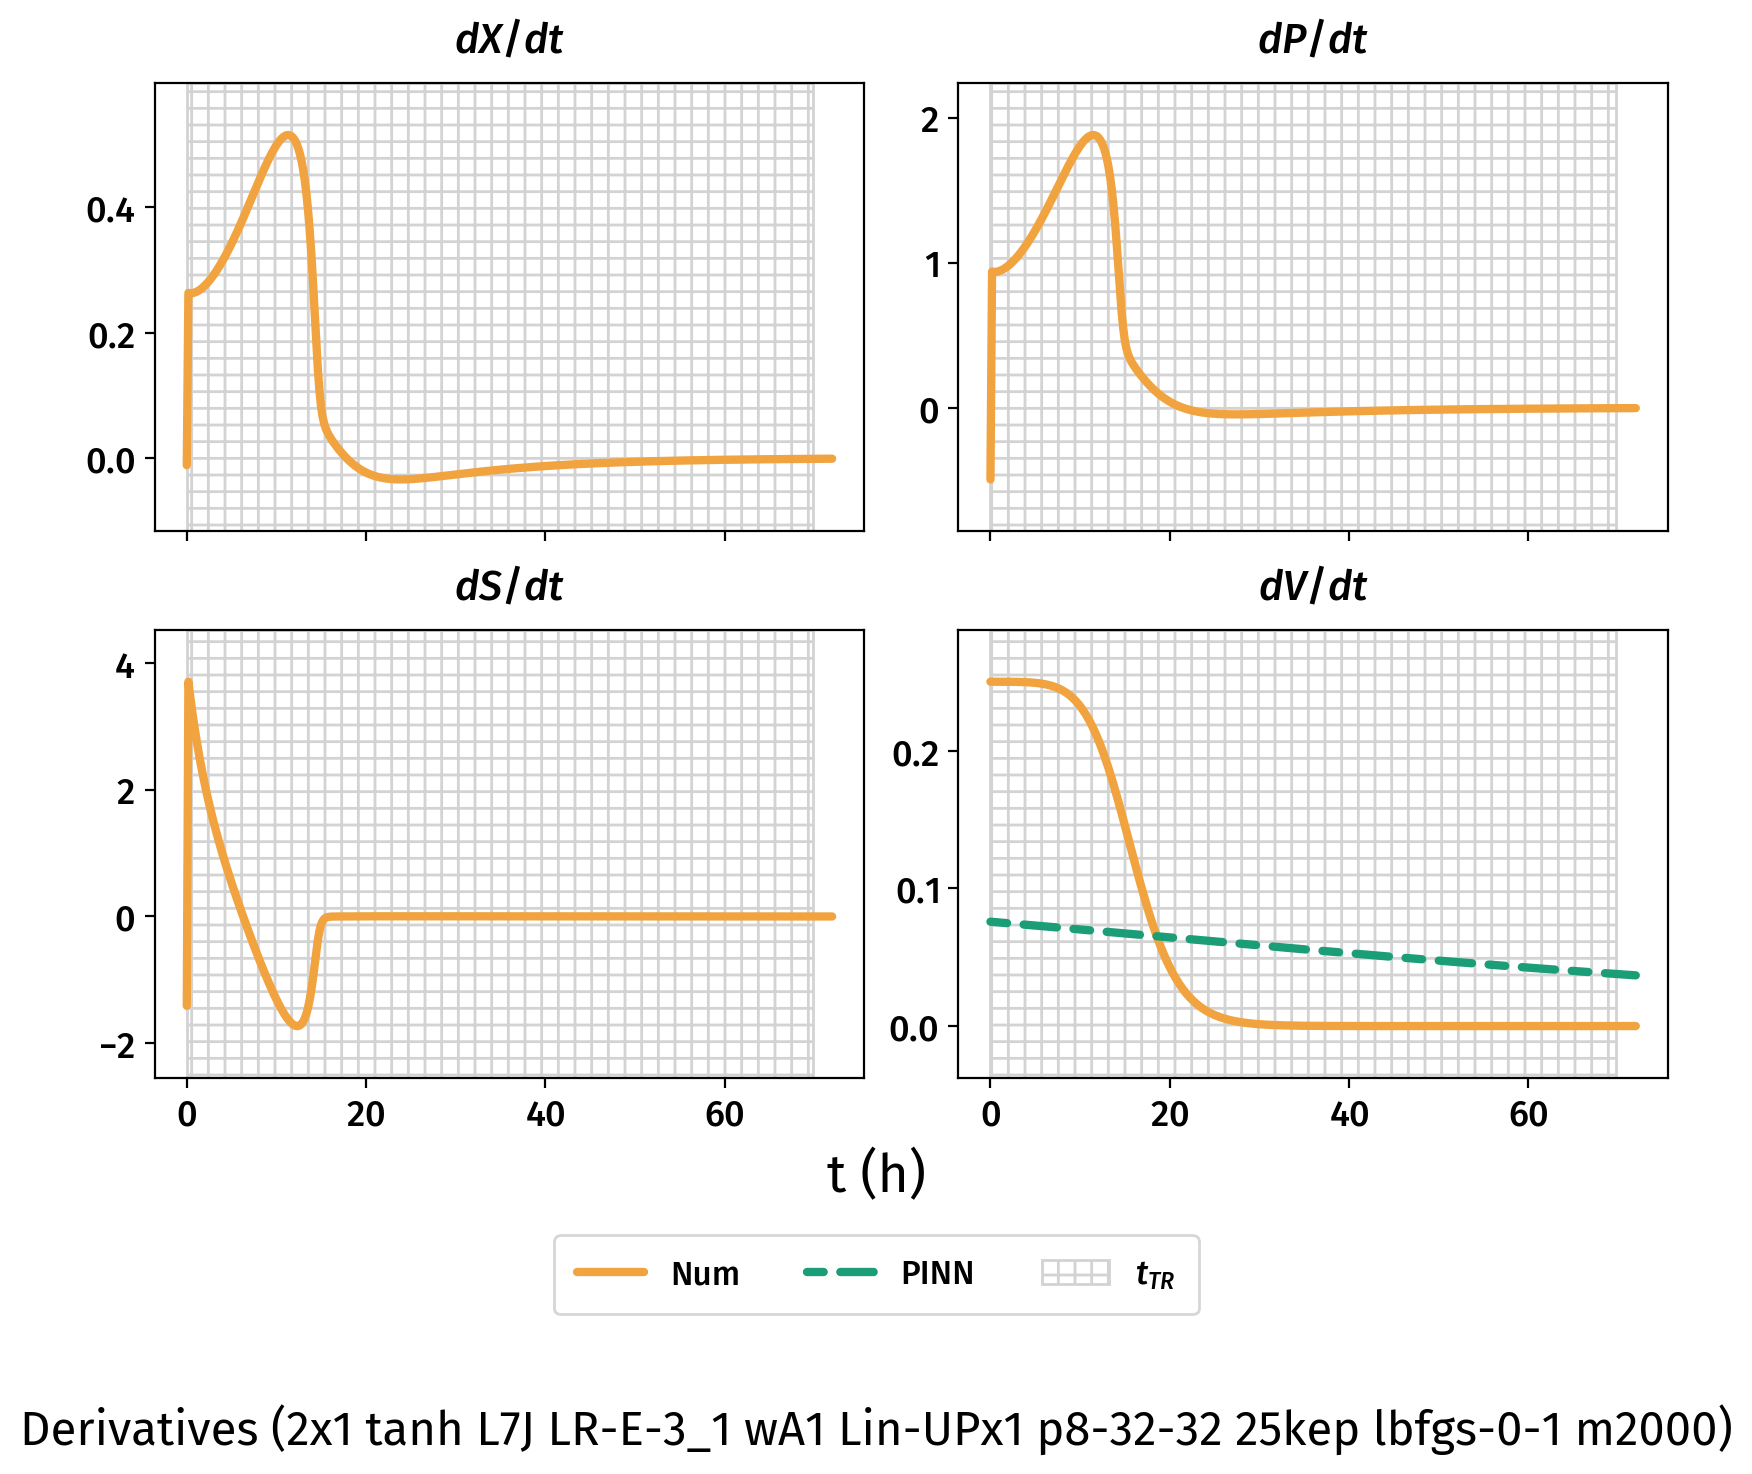 dX/dt
dP/dt
0.4
0.2
0.0
2
1
0
dS/dt
dV/dt
4
2
0
−2
0.2
0.1
0.0
0 20 40 60
0 20 40 60
t (h)
Num PINN tTR
Derivatives (2x1 tanh L7J LR-E-3_1 wA1 Lin-UPx1 p8-32-32 25kep lbfgs-0-1 m2000)